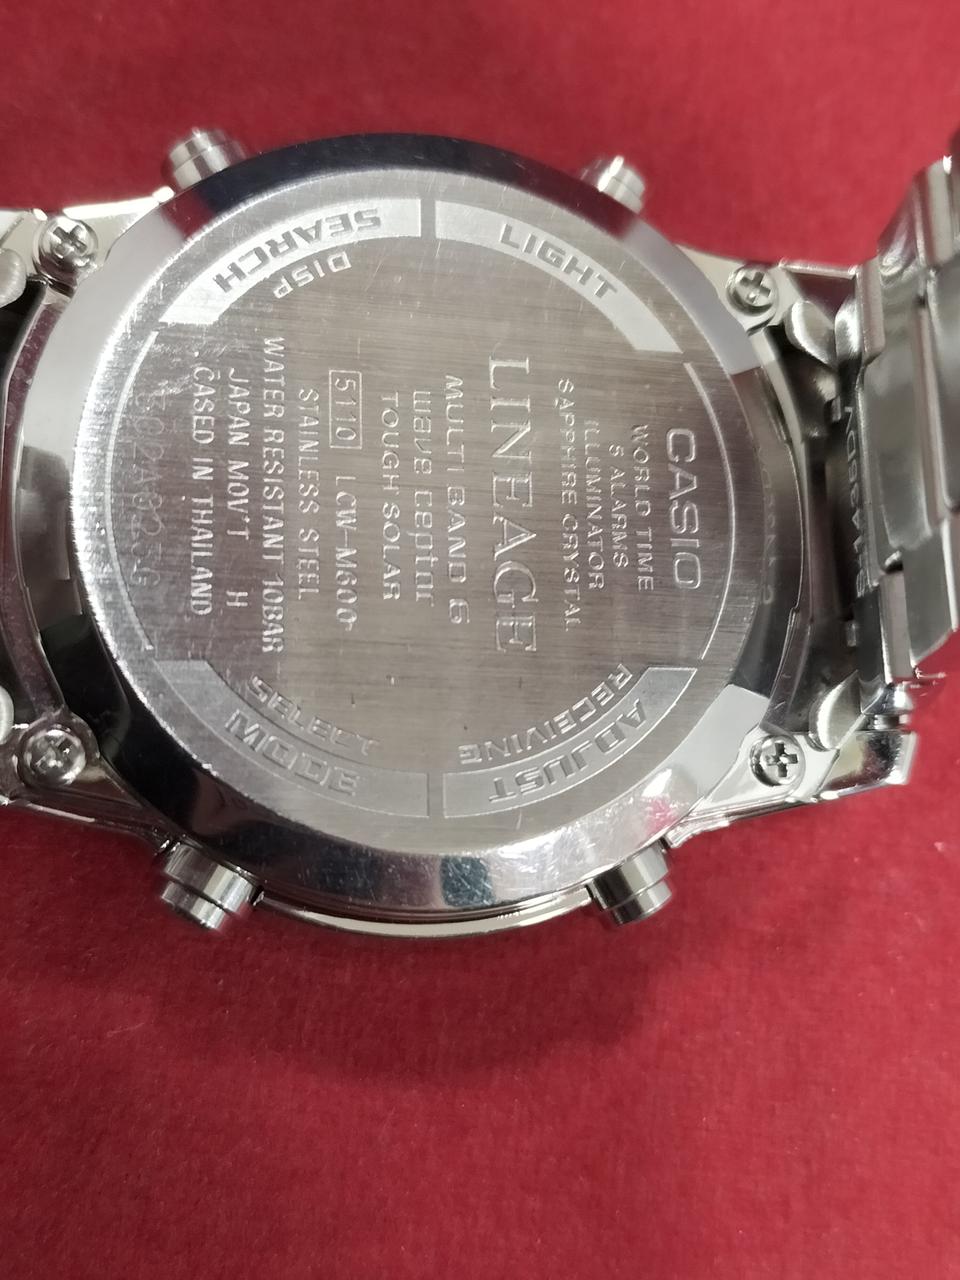 CASIO
WORLD TIME
5 ALARMS
ILLUMINATOR
SAPPHIRE CRYSTAL
LINEAGE
MULTI BAND 6
wave ceptor
TOUGH SOLAR
5110 LCW-M600
STAINLESS STEEL
WATER RESISTANT 10BAR
JAPAN MOV'T H
CASED IN THAILAND
LIGHT
SEARCH
DISP
ADJUST
RECEIVING
MODE